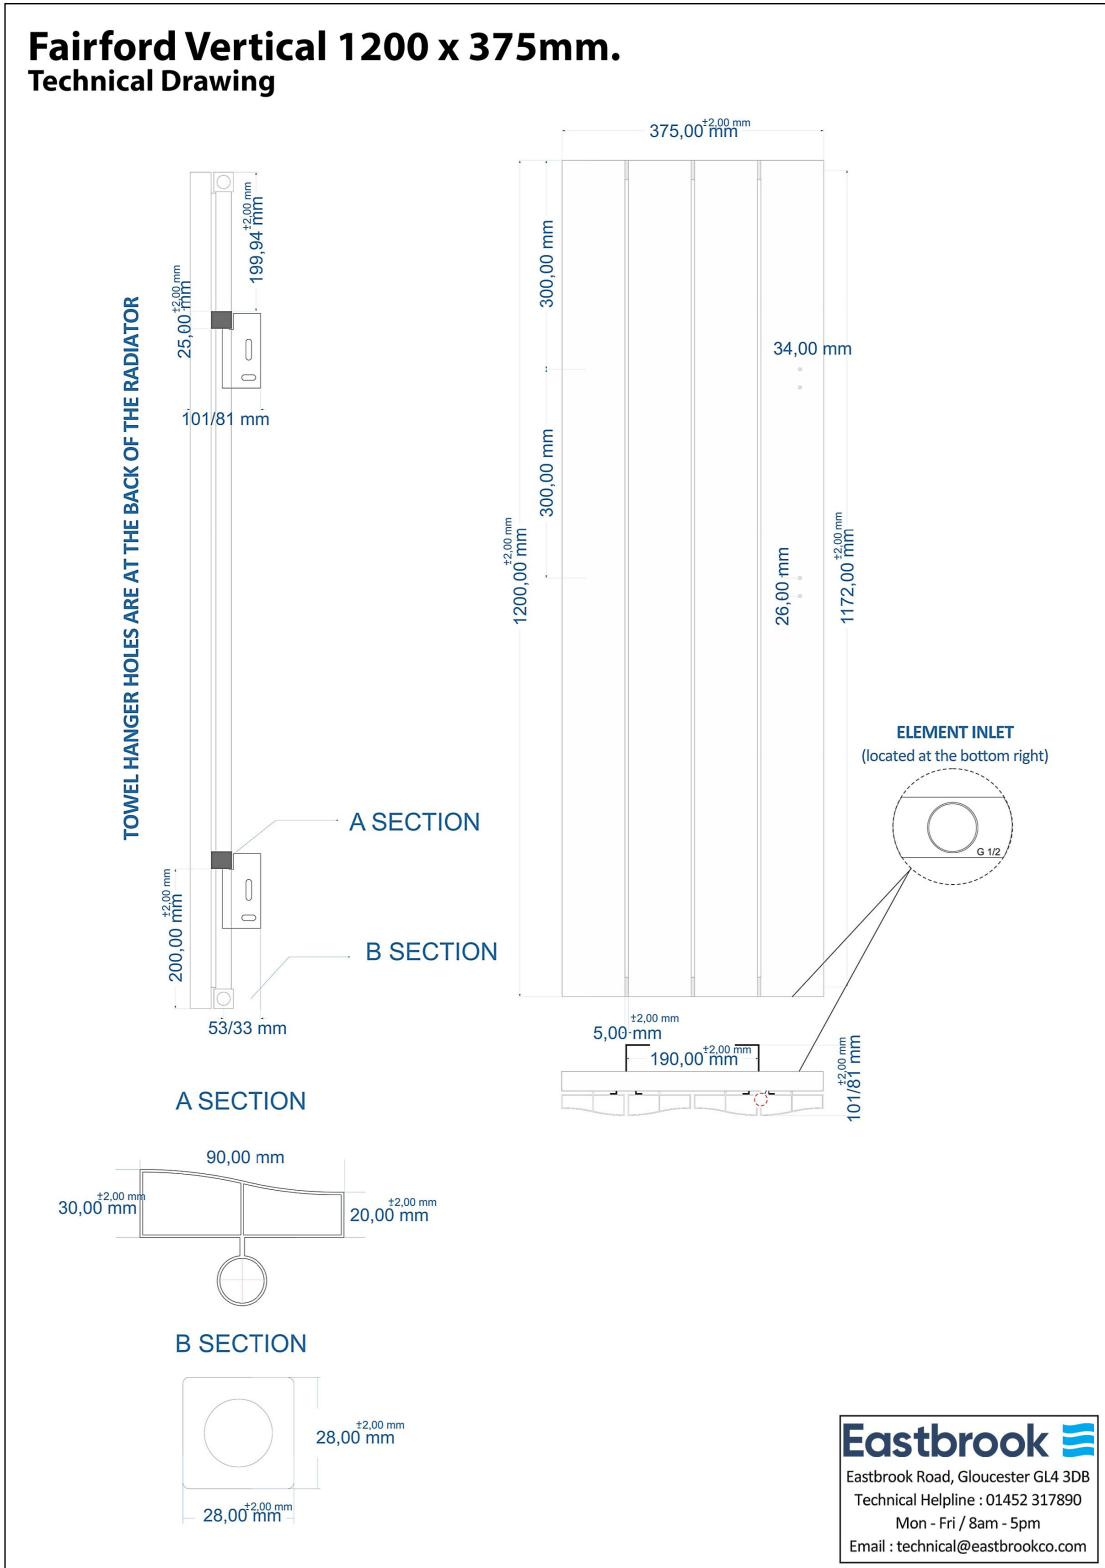 Fairford Vertical 1200 x 375mm.
Technical Drawing
375,00 mm ±2,00 mm
199,94 mm ±2,00 mm
25,00 mm ±2,00 mm
101/81 mm
TOWEL HANGER HOLES ARE AT THE BACK OF THE RADIATOR
300,00 mm
34,00 mm
300,00 mm
1200,00 mm ±2,00 mm
26,00 mm
1172,00 mm ±2,00 mm
ELEMENT INLET
(located at the bottom right)
G 1/2
A SECTION
200,00 mm ±2,00 mm
B SECTION
53/33 mm
5,00 mm ±2,00 mm
190,00 mm ±2,00 mm
101/81 mm ±2,00 mm
A SECTION
90,00 mm
30,00 mm ±2,00 mm
20,00 mm ±2,00 mm
B SECTION
28,00 mm ±2,00 mm
28,00 mm ±2,00 mm
Eastbrook
Eastbrook Road, Gloucester GL4 3DB
Technical Helpline : 01452 317890
Mon - Fri / 8am - 5pm
Email : technical@eastbrookco.com